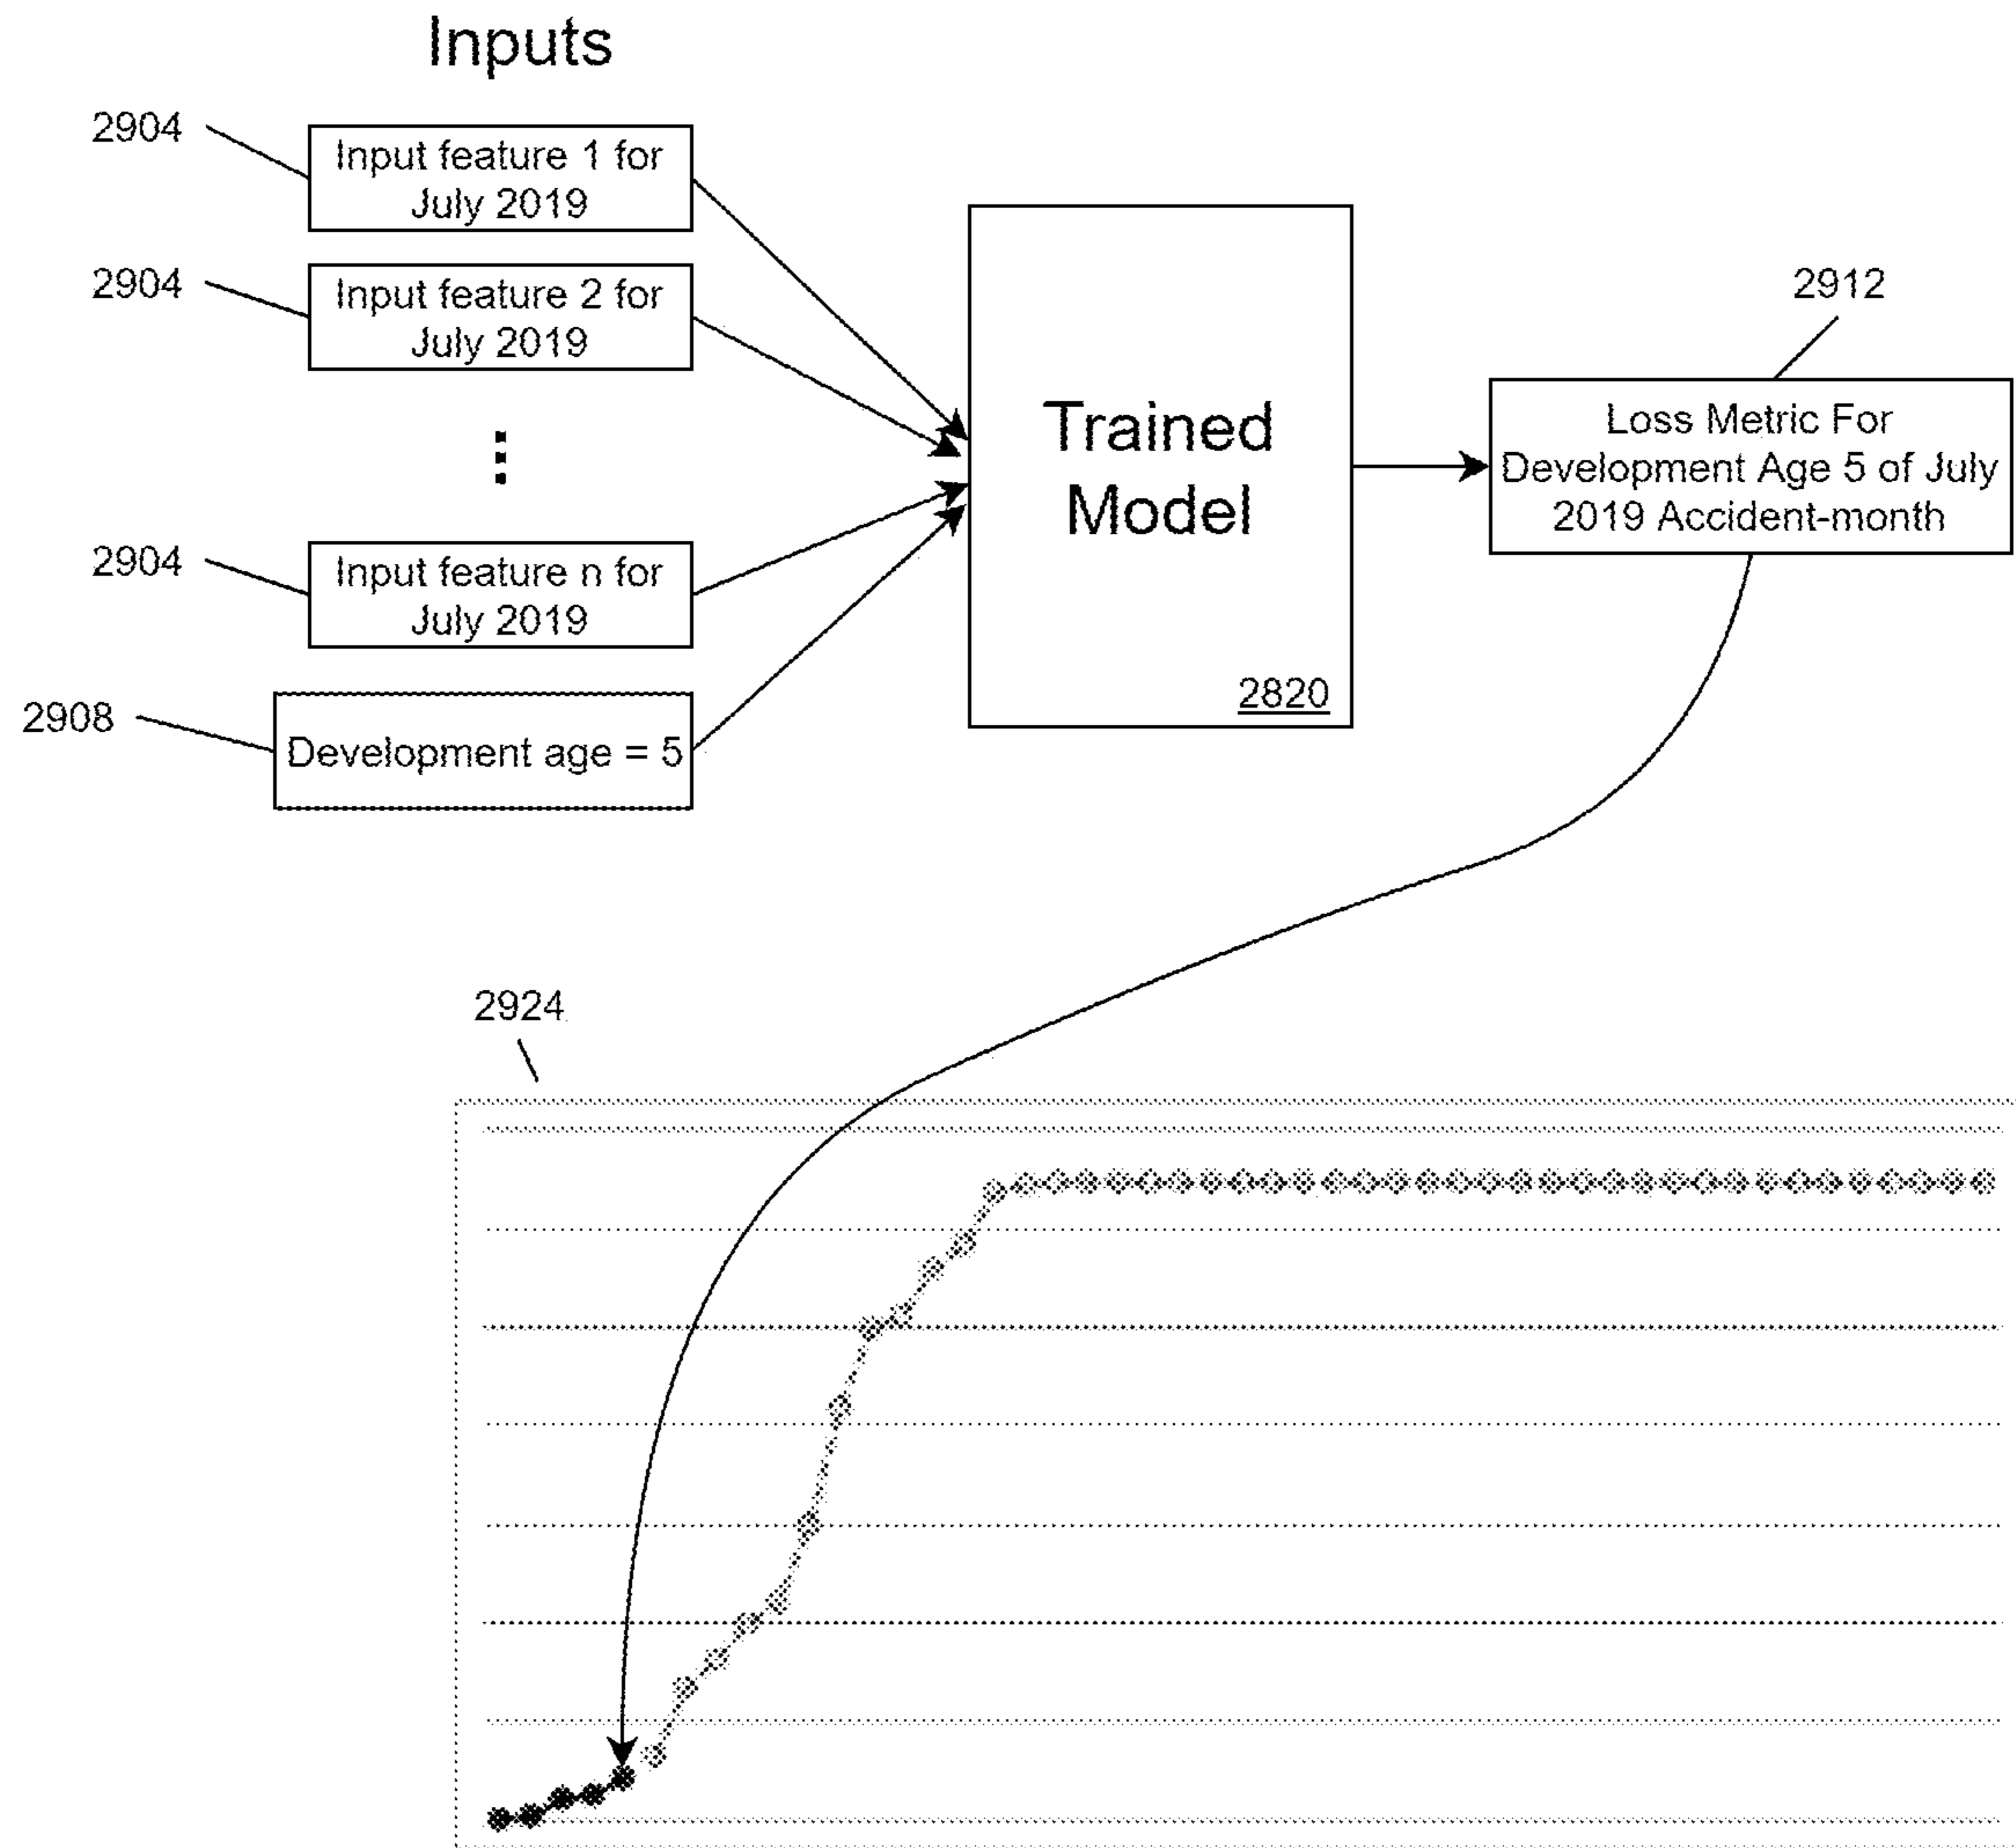 Inputs
2904
Input feature 1 for
July 2019
2904
Input feature 2 for
July 2019
2904
Input feature n for
July 2019
2908
Development age = 5
Trained
Model
2820
2912
Loss Metric For
Development Age 5 of July
2019 Accident-month
2924